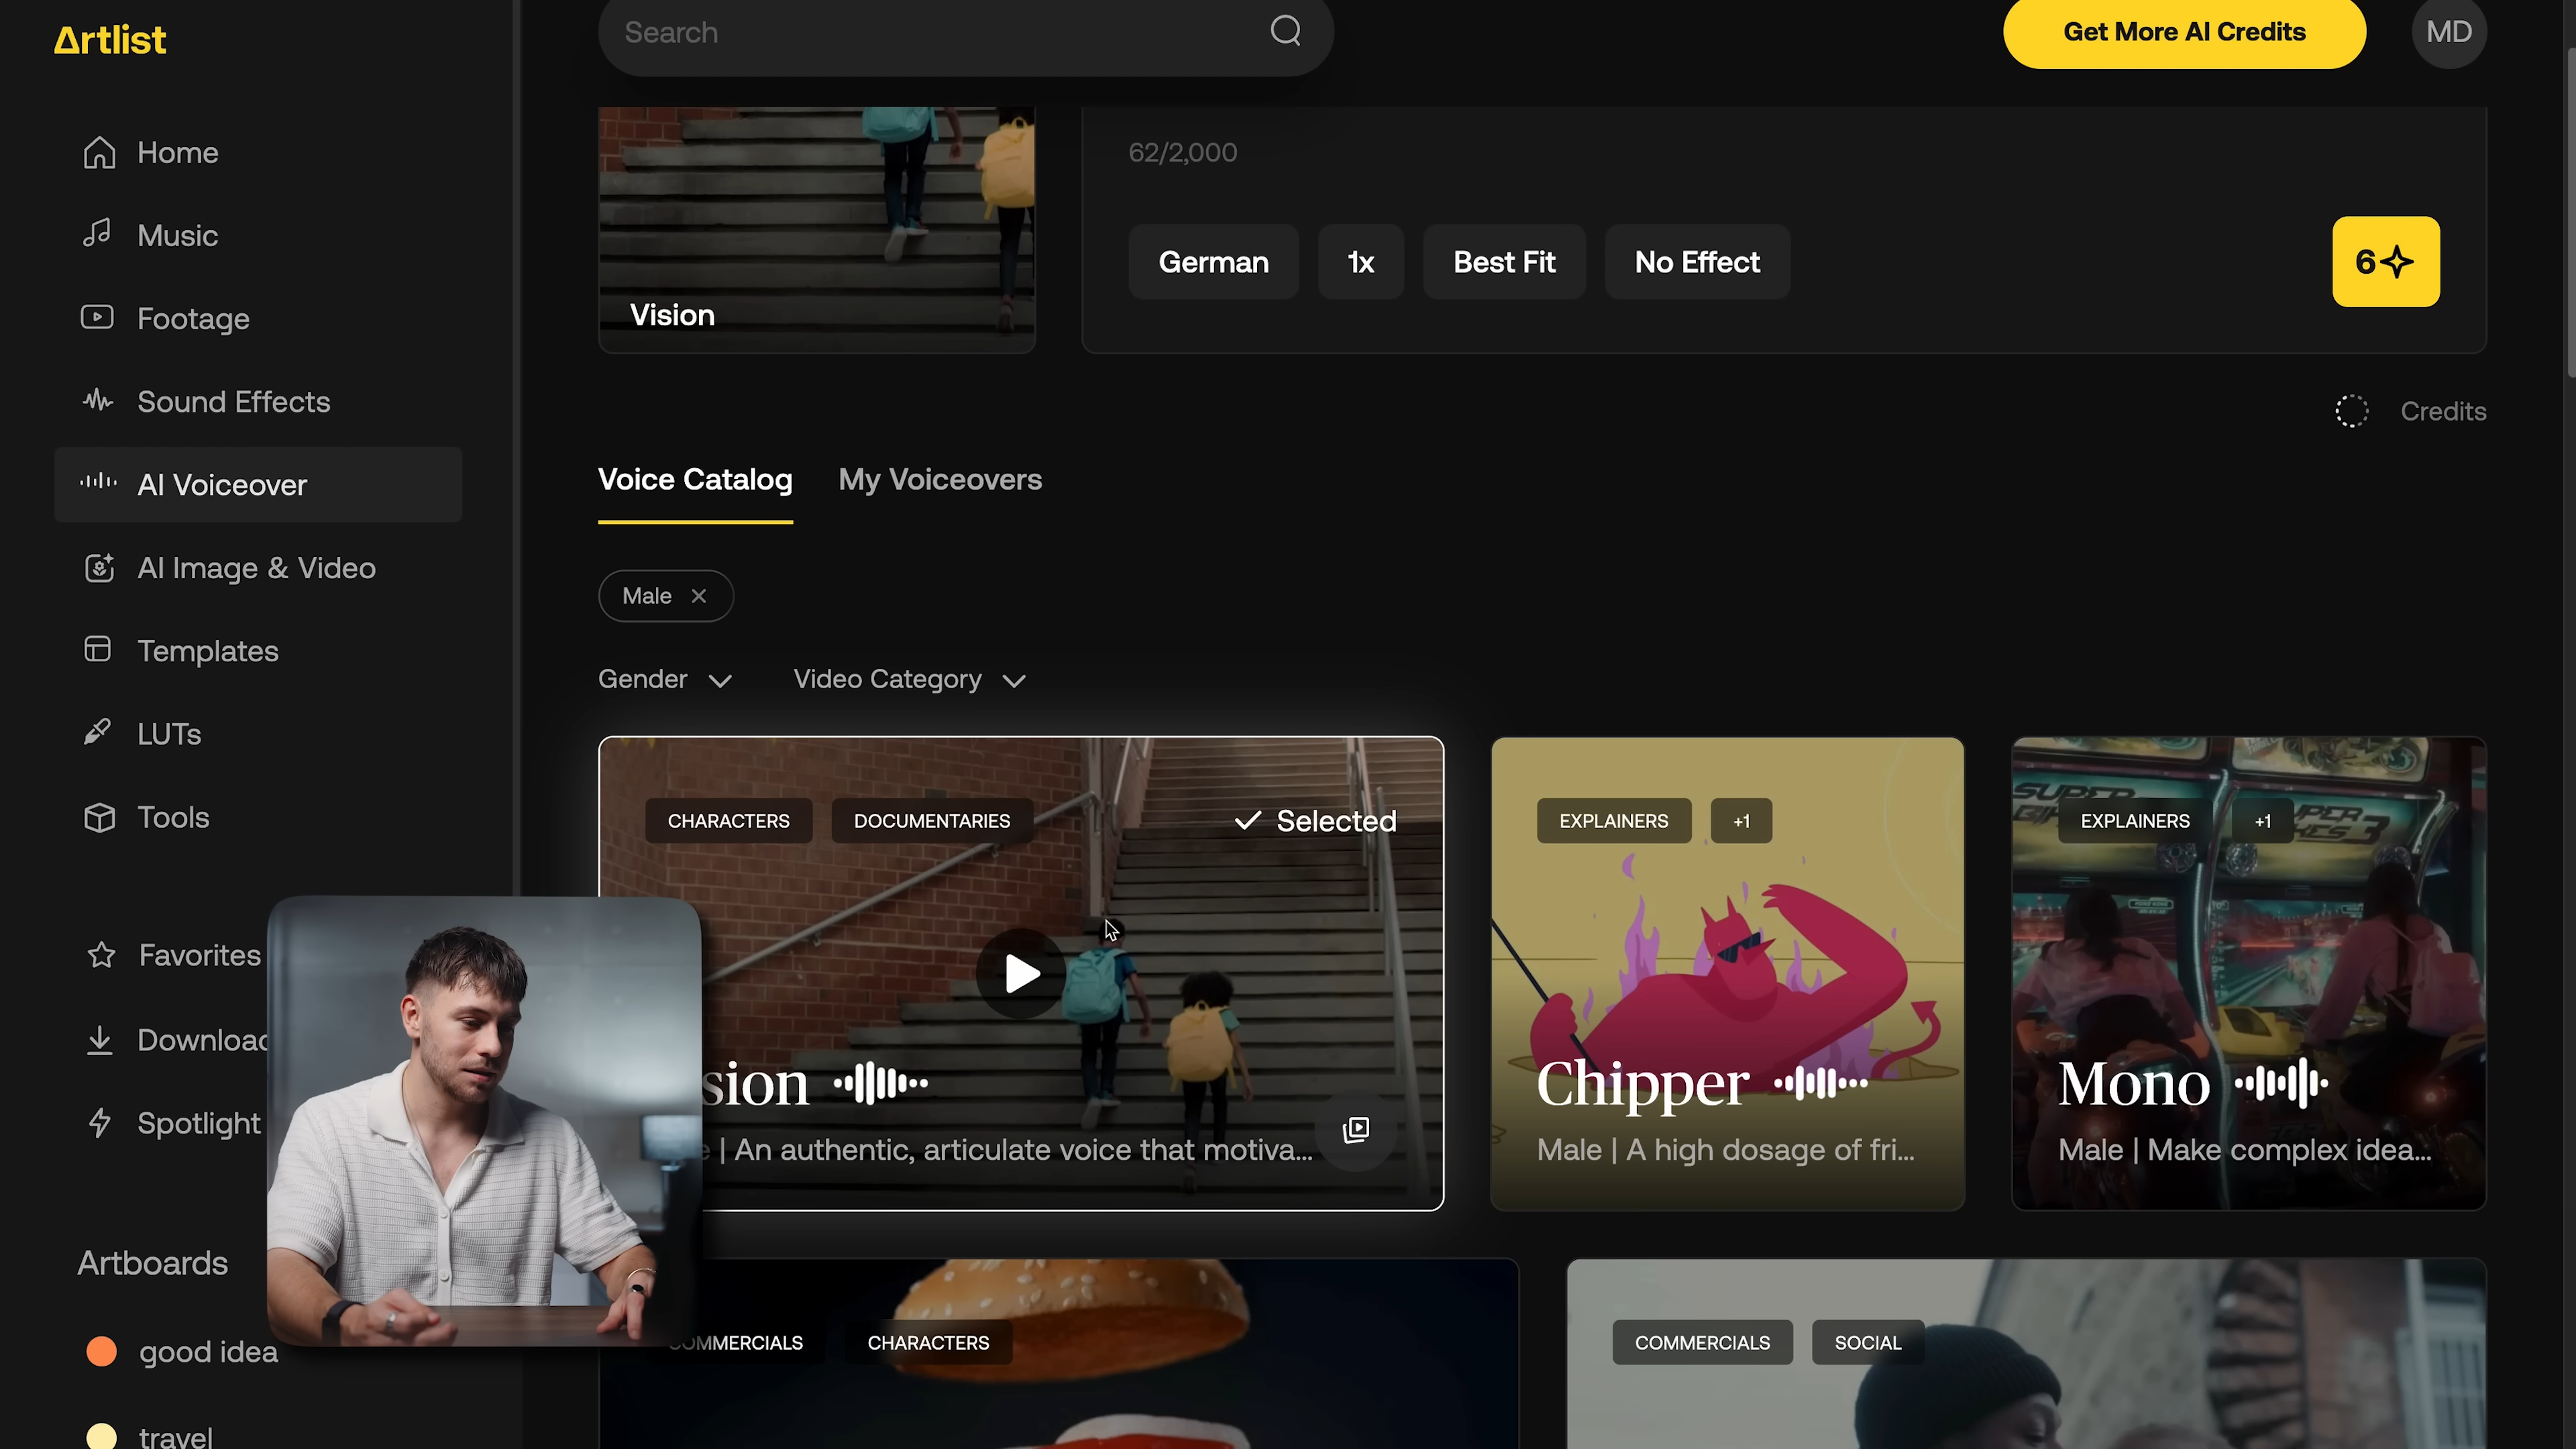 Artlist
Search
Get More AI Credits
MD
Home
Music
Footage
Sound Effects
AI Voiceover
AI Image & Video
Templates
LUTs
Tools
Favorites
Download
Spotlight
Artboards
good idea
travel
Vision
62/2,000
German
1x
Best Fit
No Effect
6
Credits
Voice Catalog
My Voiceovers
Male
Gender
Video Category
CHARACTERS
DOCUMENTARIES
Selected
sion
e | An authentic, articulate voice that motiva...
EXPLAINERS
+1
Chipper
Male | A high dosage of fri...
EXPLAINERS
+1
Mono
Male | Make complex idea...
COMMERCIALS
CHARACTERS
COMMERCIALS
SOCIAL